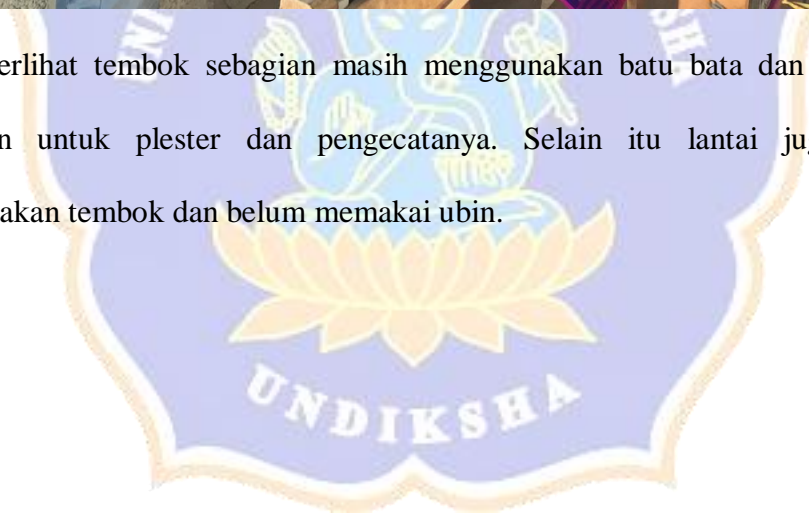 erlihat tembok sebagian masih menggunakan batu bata dan
n untuk plester dan pengecatanya. Selain itu lantai ju
akan tembok dan belum memakai ubin.
UNDIKSHA